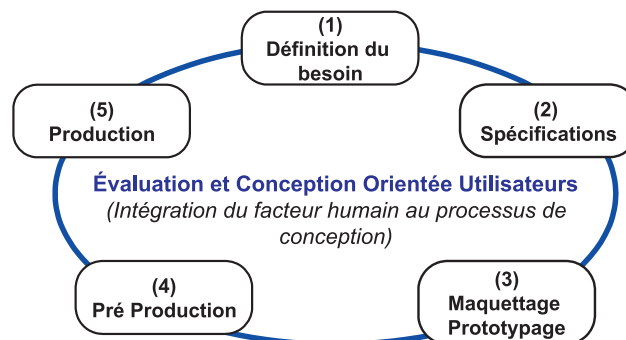 (1)
Définition du
besoin
(2)
Spécifications
(3)
Maquettage
Prototypage
(4)
Pré Production
(5)
Production
Évaluation et Conception Orientée Utilisateurs
(Intégration du facteur humain au processus de
conception)